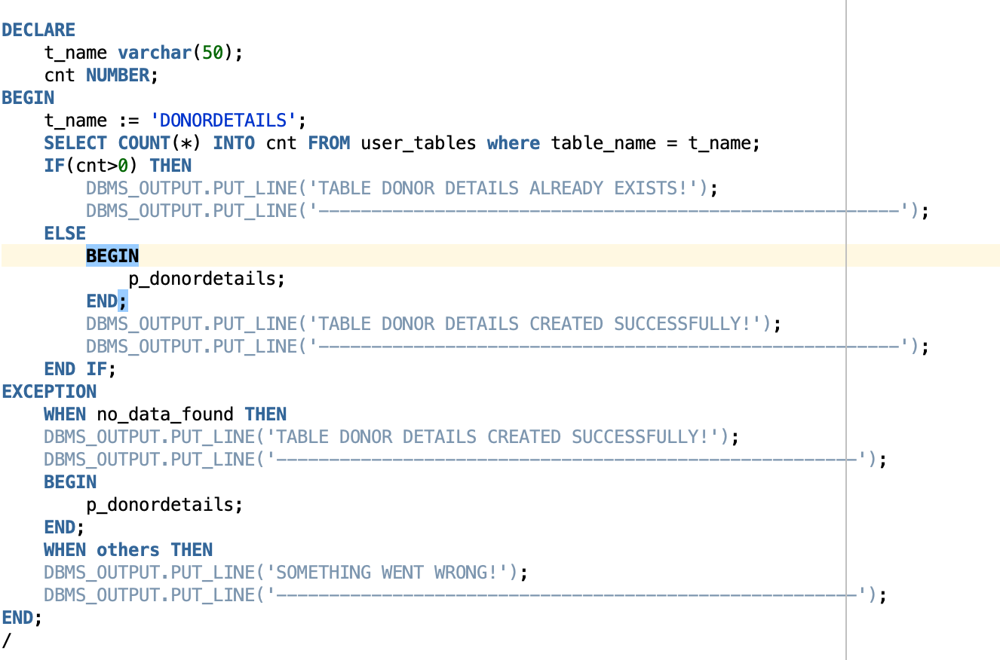 DECLARE
    t_name varchar(50);
    cnt NUMBER;
BEGIN
    t_name := 'DONORDETAILS';
    SELECT COUNT(*) INTO cnt FROM user_tables where table_name = t_name;
    IF(cnt>0) THEN
        DBMS_OUTPUT.PUT_LINE('TABLE DONOR DETAILS ALREADY EXISTS!');
        DBMS_OUTPUT.PUT_LINE('-------------------------------------------------------');
    ELSE
        BEGIN
            p_donordetails;
        END;
        DBMS_OUTPUT.PUT_LINE('TABLE DONOR DETAILS CREATED SUCCESSFULLY!');
        DBMS_OUTPUT.PUT_LINE('-------------------------------------------------------');
    END IF;
EXCEPTION
    WHEN no_data_found THEN
    DBMS_OUTPUT.PUT_LINE('TABLE DONOR DETAILS CREATED SUCCESSFULLY!');
    DBMS_OUTPUT.PUT_LINE('-------------------------------------------------------');
    BEGIN
        p_donordetails;
    END;
    WHEN others THEN
    DBMS_OUTPUT.PUT_LINE('SOMETHING WENT WRONG!');
    DBMS_OUTPUT.PUT_LINE('-------------------------------------------------------');
END;
/